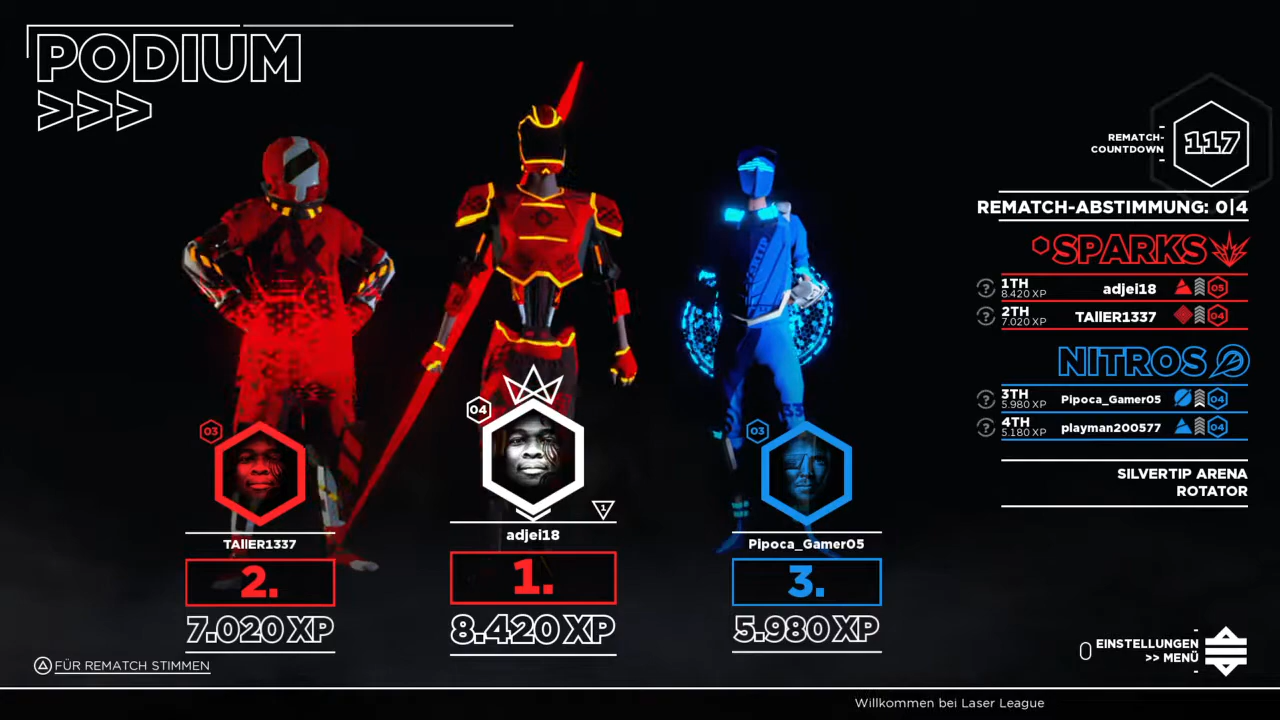 PODIUM
>>>
REMATCH-
COUNTDOWN
117
REMATCH-ABSTIMMUNG: 0|4
SPARKS
1TH
8.420 XP
adjei18
05
2TH
7.020 XP
TAllER1337
04
NITROS
3TH
5.980 XP
Pipoca_Gamer05
04
4TH
5.180 XP
playman200577
04
SILVERTIP ARENA
ROTATOR
03
TAllER1337
2.
7.020 XP
04
1
adjei18
1.
8.420 XP
03
Pipoca_Gamer05
3.
5.980 XP
FÜR REMATCH STIMMEN
EINSTELLUNGEN
>> MENÜ
Willkommen bei Laser League